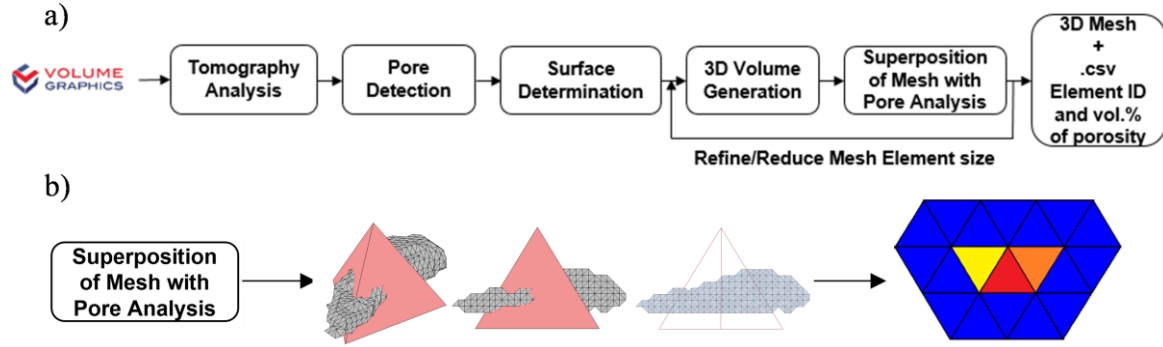 a)
VOLUME
GRAPHICS
Tomography
Analysis
Pore
Detection
Surface
Determination
3D Volume
Generation
Superposition
of Mesh with
Pore Analysis
3D Mesh
+
.csv
Element ID
and vol.%
of porosity
Refine/Reduce Mesh Element size
b)
Superposition
of Mesh with
Pore Analysis